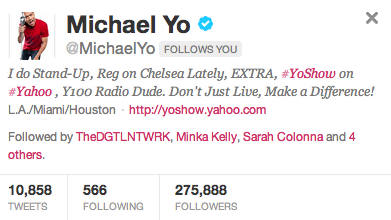 Michael Yo
@MichaelYo FOLLOWS YOU
I do Stand-Up, Reg on Chelsea Lately, EXTRA, #YoShow on
#Yahoo , Y100 Radio Dude. Don't Just Live, Make a Difference!
L.A./Miami/Houston · http://yoshow.yahoo.com
Followed by TheDGTLNTWRK, Minka Kelly, Sarah Colonna and 4
others.
10,858 566 275,888
TWEETS FOLLOWING FOLLOWERS